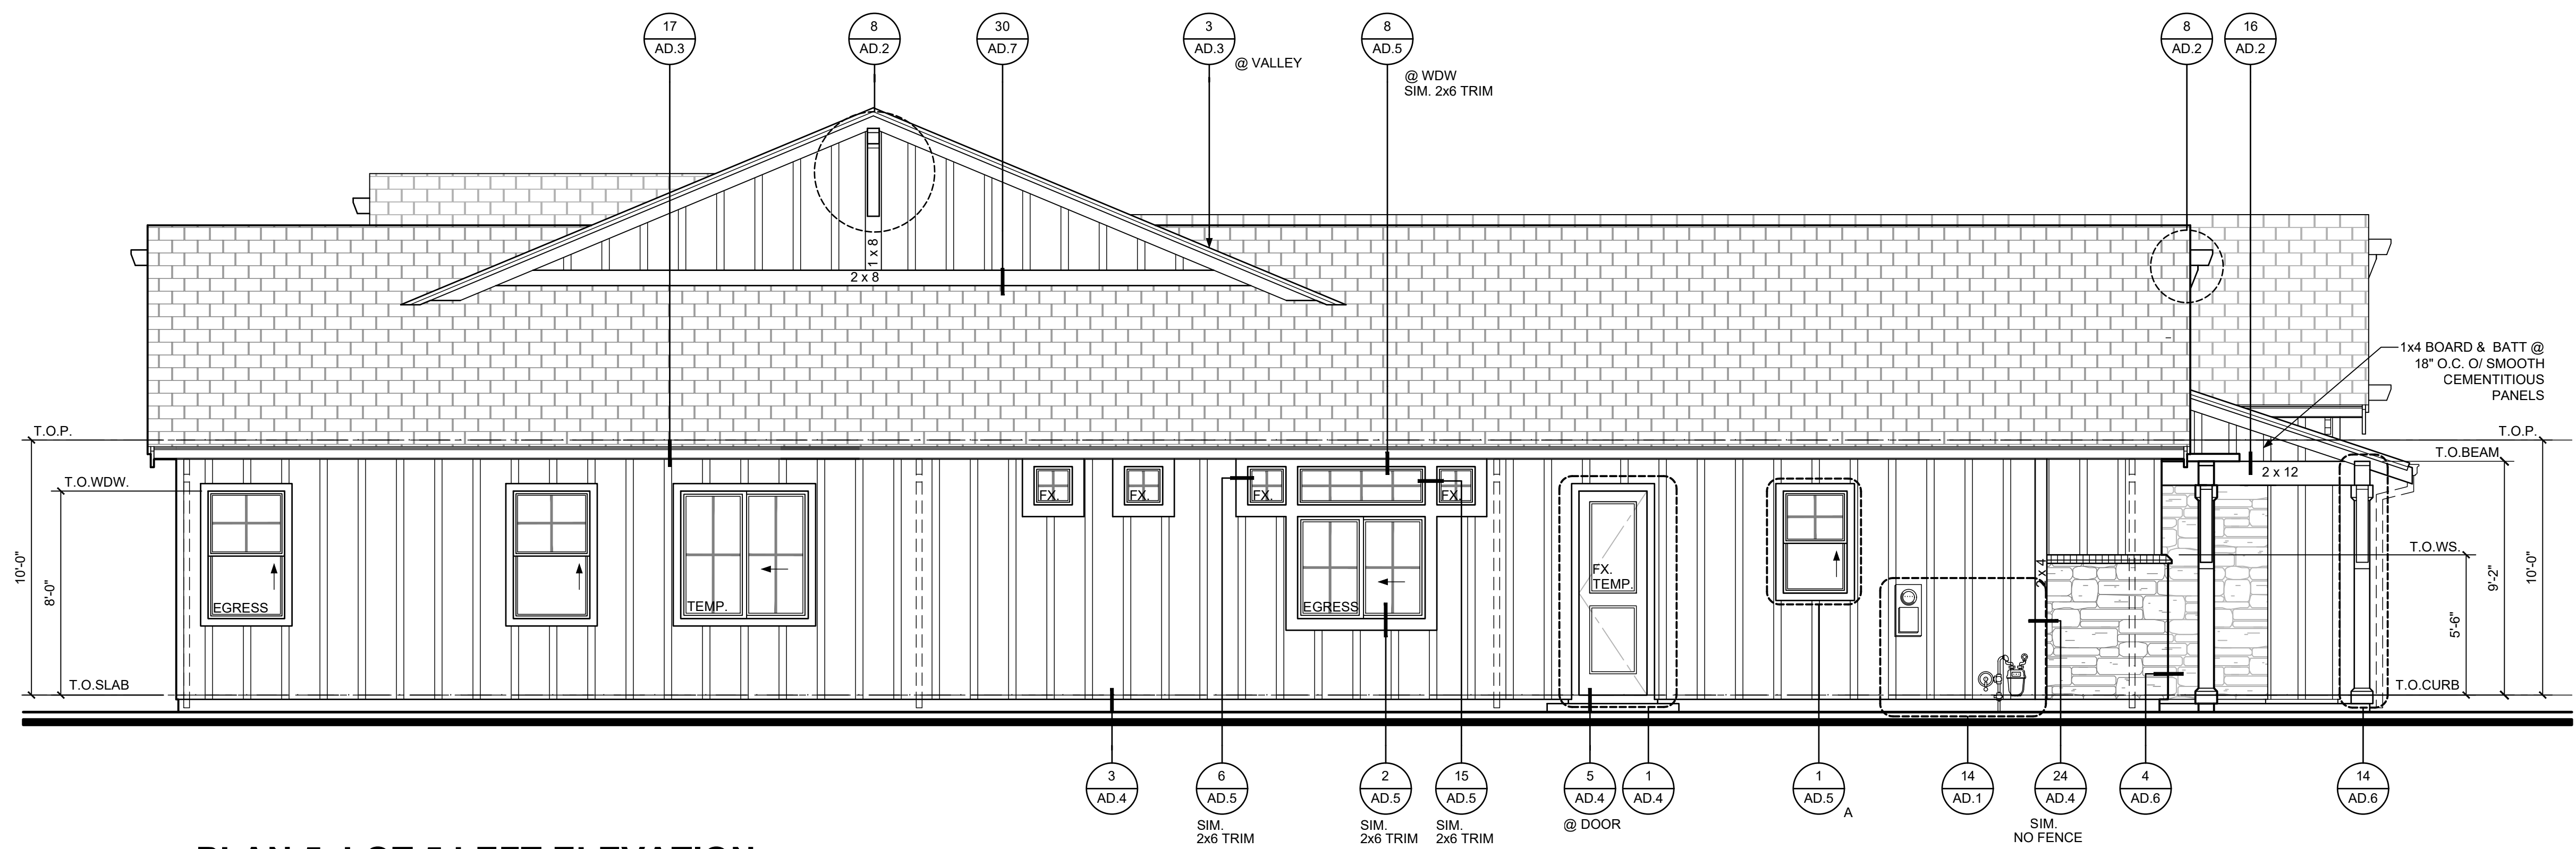 17
AD.3
8
AD.2
30
AD.7
3
AD.3
@ VALLEY
8
AD.5
@ WDW
SIM. 2x6 TRIM
8
AD.2
16
AD.2
1 x 8
2 x 8
1x4 BOARD & BATT @
18" O.C. O/ SMOOTH
CEMENTITIOUS
PANELS
T.O.P.
T.O.P.
T.O.BEAM
2 x 12
T.O.WDW.
FX.
FX.
FX.
FX.
10'-0"
8'-0"
EGRESS
TEMP.
EGRESS
FX.
TEMP.
2 x 4
T.O.WS.
5'-6"
9'-2"
10'-0"
T.O.SLAB
T.O.CURB
3
AD.4
6
AD.5
SIM.
2x6 TRIM
2
AD.5
SIM.
2x6 TRIM
15
AD.5
SIM.
2x6 TRIM
5
AD.4
@ DOOR
1
AD.4
1
AD.5
A
14
AD.1
24
AD.4
SIM.
NO FENCE
4
AD.6
14
AD.6
LEFT ELEVATION